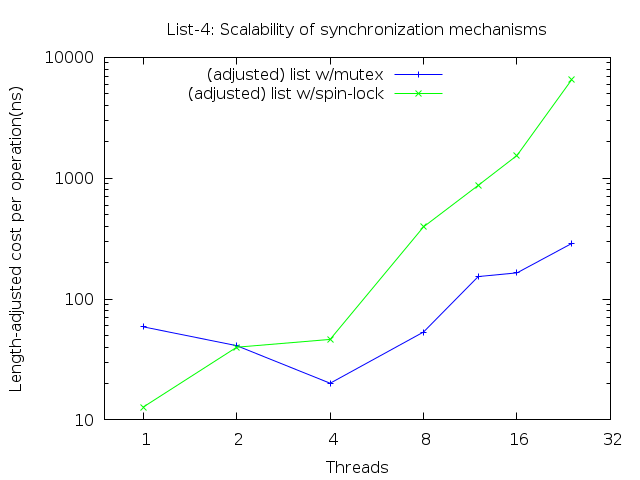 List-4: Scalability of synchronization mechanisms
10000
1000
100
10
Length-adjusted cost per operation(ns)
(adjusted) list w/mutex
(adjusted) list w/spin-lock
1 2 4 8 16 32
Threads